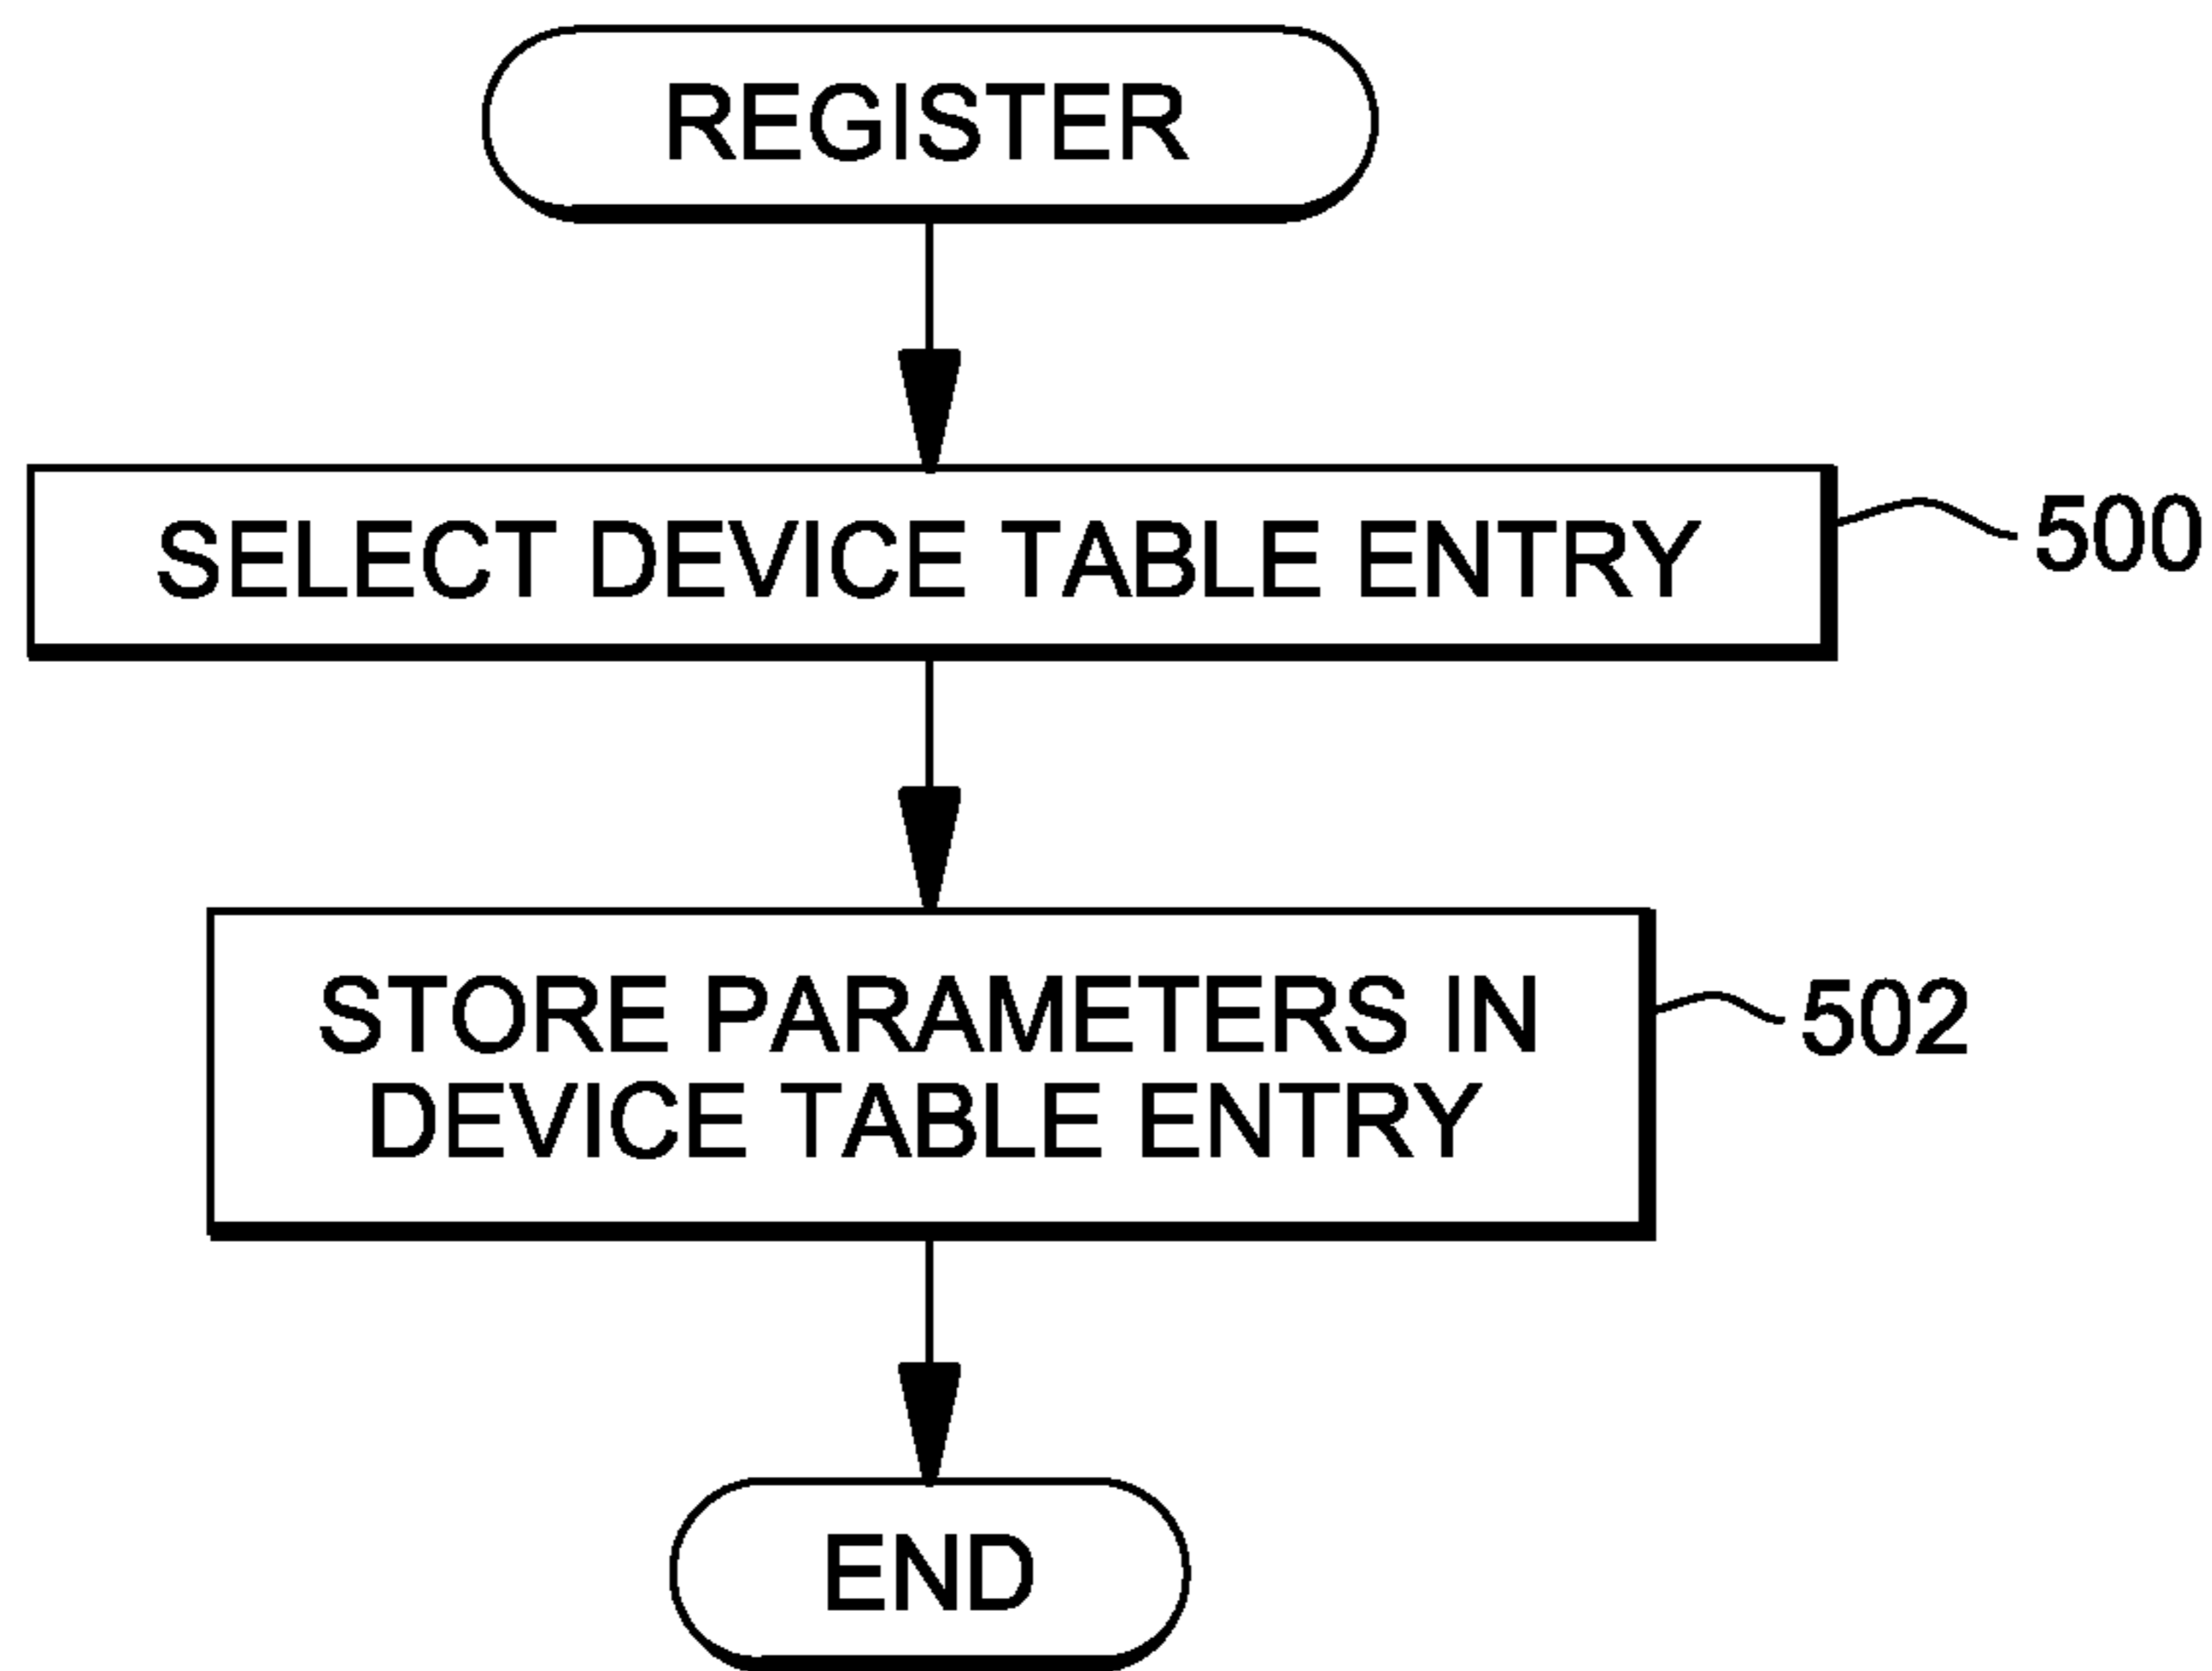 REGISTER
SELECT DEVICE TABLE ENTRY
500
STORE PARAMETERS IN
DEVICE TABLE ENTRY
502
END